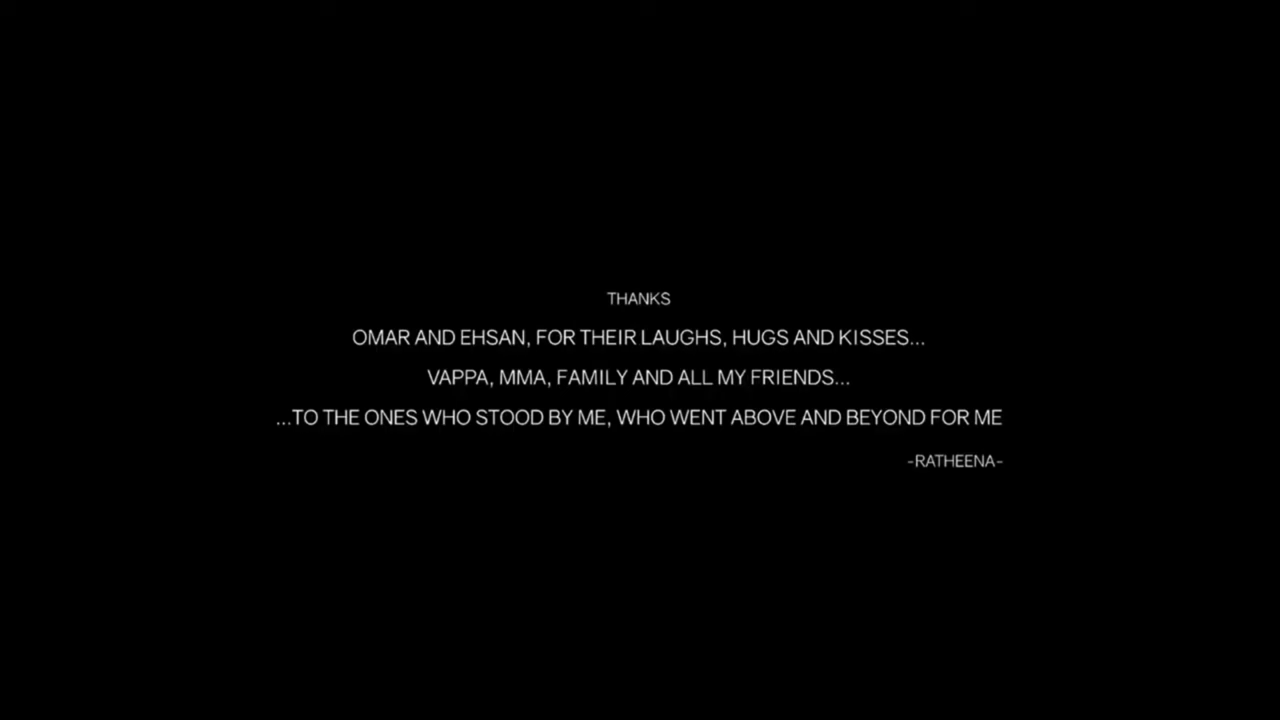 THANKS
OMAR AND EHSAN, FOR THEIR LAUGHS, HUGS AND KISSES...
VAPPA, MMA, FAMILY AND ALL MY FRIENDS...
...TO THE ONES WHO STOOD BY ME, WHO WENT ABOVE AND BEYOND FOR ME
-RATHEENA-